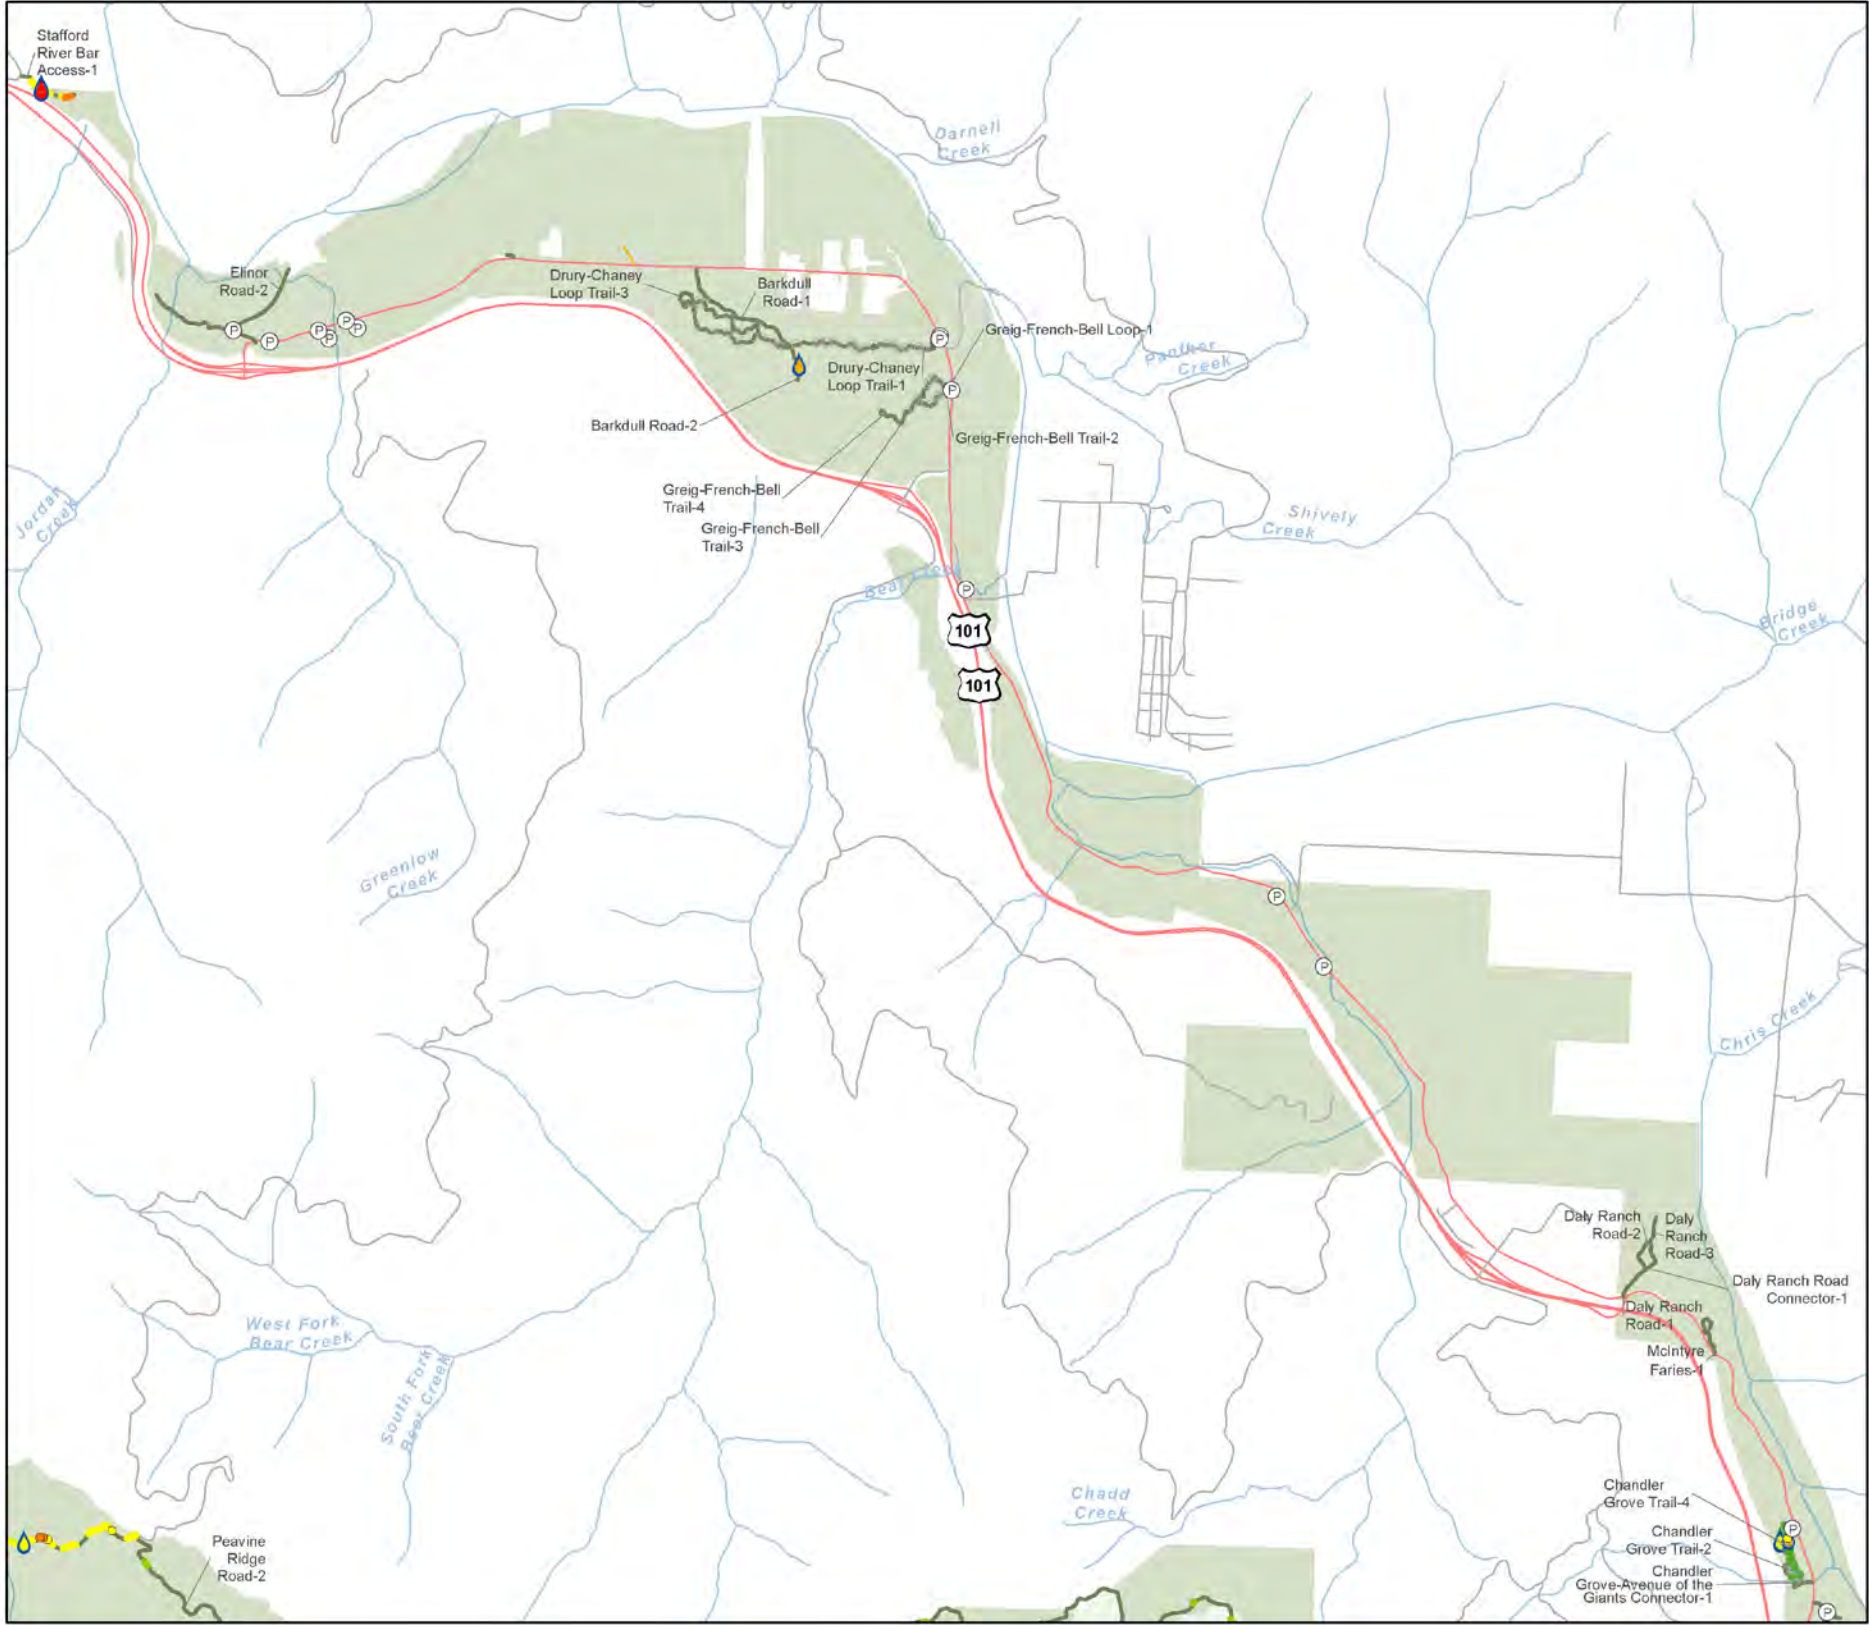 Stafford
River Bar
Access-1
Darnell
Creek
Elinor
Road-2
Drury-Chaney
Loop Trail-3
Barkdull
Road-1
P
P
P
P
P
P
P
Greig-French-Bell Loop-1
Panther
Creek
Drury-Chaney
Loop Trail-1
P
Barkdull Road-2
Greig-French-Bell Trail-2
Greig-French-Bell
Trail-4
Greig-French-Bell
Trail-3
Jordan
Creek
Shively
Creek
Bear Creek
P
101
101
Bridge
Creek
Greenlow
Creek
P
P
Chris Creek
Daly Ranch
Road-2
Daly
Ranch
Road-3
Daly Ranch Road
Connector-1
Daly Ranch
Road-1
West Fork
Bear Creek
South Fork
Bear Creek
McIntyre
Faries-1
Chadd
Creek
Chandler
Grove Trail-4
P
Chandler
Grove Trail-2
Chandler
Grove-Avenue of the
Giants Connector-1
Peavine
Ridge
Road-2
P